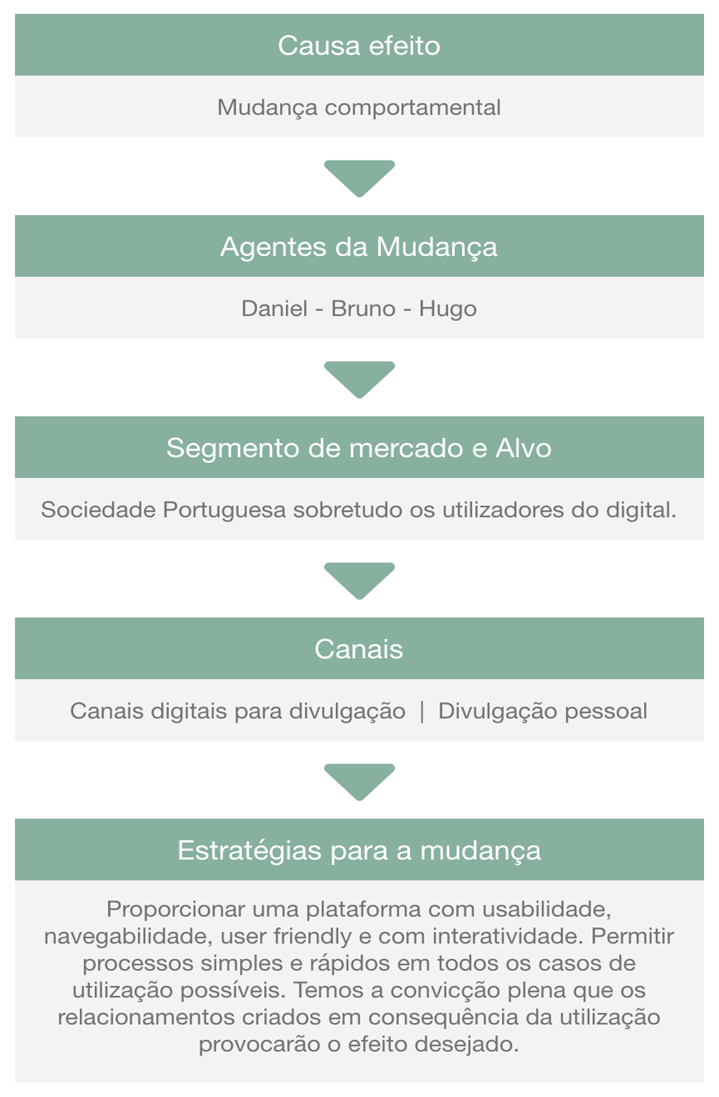 Causa efeito
Mudança comportamental
Agentes da Mudança
Daniel - Bruno - Hugo
Segmento de mercado e Alvo
Sociedade Portuguesa sobretudo os utilizadores do digital.
Canais
Canais digitais para divulgação | Divulgação pessoal
Estratégias para a mudança
Proporcionar uma plataforma com usabilidade,
navegabilidade, user friendly e com interatividade. Permitir
processos simples e rápidos em todos os casos de
utilização possíveis. Temos a convicção plena que os
relacionamentos criados em consequência da utilização
provocarão o efeito desejado.